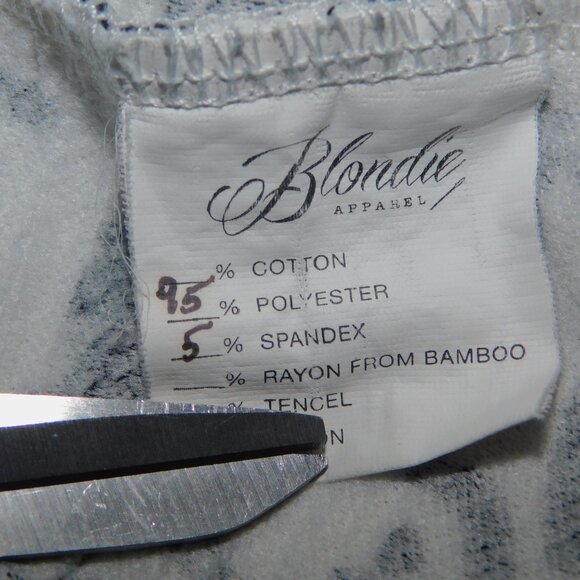 Blondie
APPAREL
% COTTON
95 % POLYESTER
5 % SPANDEX
% RAYON FROM BAMBOO
% TENCEL